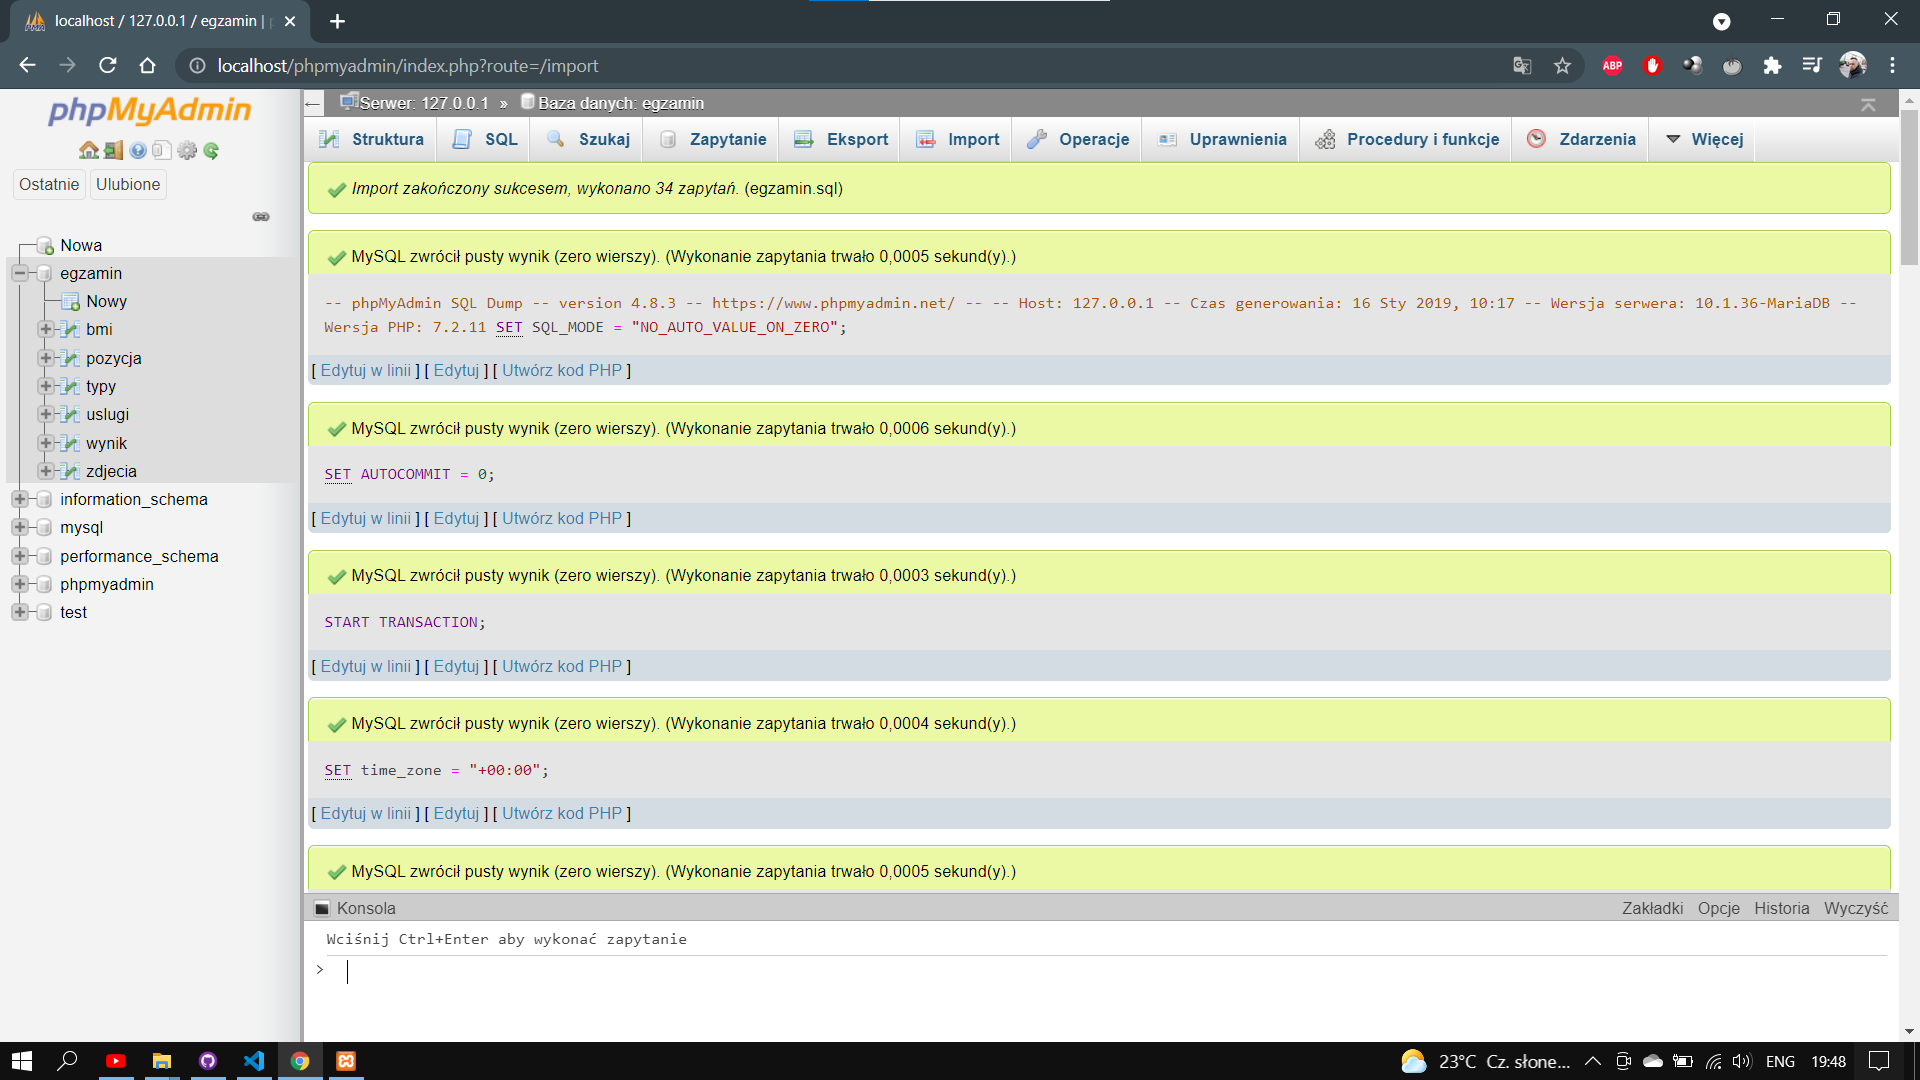 localhost / 127.0.0.1 / egzamin |
localhost/phpmyadmin/index.php?route=/import
ABP
phpMyAdmin
Ostatnie
Ulubione
Nowa
egzamin
Nowy
bmi
pozycja
typy
uslugi
wynik
zdjecia
information_schema
mysql
performance_schema
phpmyadmin
test
Serwer: 127.0.0.1 » Baza danych: egzamin
Struktura SQL Szukaj Zapytanie Eksport Import Operacje Uprawnienia Procedury i funkcje Zdarzenia Więcej
Import zakończony sukcesem, wykonano 34 zapytań. (egzamin.sql)
MySQL zwrócił pusty wynik (zero wierszy). (Wykonanie zapytania trwało 0,0005 sekund(y).)
-- phpMyAdmin SQL Dump -- version 4.8.3 -- https://www.phpmyadmin.net/ -- -- Host: 127.0.0.1 -- Czas generowania: 16 Sty 2019, 10:17 -- Wersja serwera: 10.1.36-MariaDB --
Wersja PHP: 7.2.11 SET SQL_MODE = "NO_AUTO_VALUE_ON_ZERO";
[ Edytuj w linii ] [ Edytuj ] [ Utwórz kod PHP ]
MySQL zwrócił pusty wynik (zero wierszy). (Wykonanie zapytania trwało 0,0006 sekund(y).)
SET AUTOCOMMIT = 0;
[ Edytuj w linii ] [ Edytuj ] [ Utwórz kod PHP ]
MySQL zwrócił pusty wynik (zero wierszy). (Wykonanie zapytania trwało 0,0003 sekund(y).)
START TRANSACTION;
[ Edytuj w linii ] [ Edytuj ] [ Utwórz kod PHP ]
MySQL zwrócił pusty wynik (zero wierszy). (Wykonanie zapytania trwało 0,0004 sekund(y).)
SET time_zone = "+00:00";
[ Edytuj w linii ] [ Edytuj ] [ Utwórz kod PHP ]
MySQL zwrócił pusty wynik (zero wierszy). (Wykonanie zapytania trwało 0,0005 sekund(y).)
Konsola
Zakładki Opcje Historia Wyczyść
Wciśnij Ctrl+Enter aby wykonać zapytanie
>
23°C Cz. słone... ENG 19:48